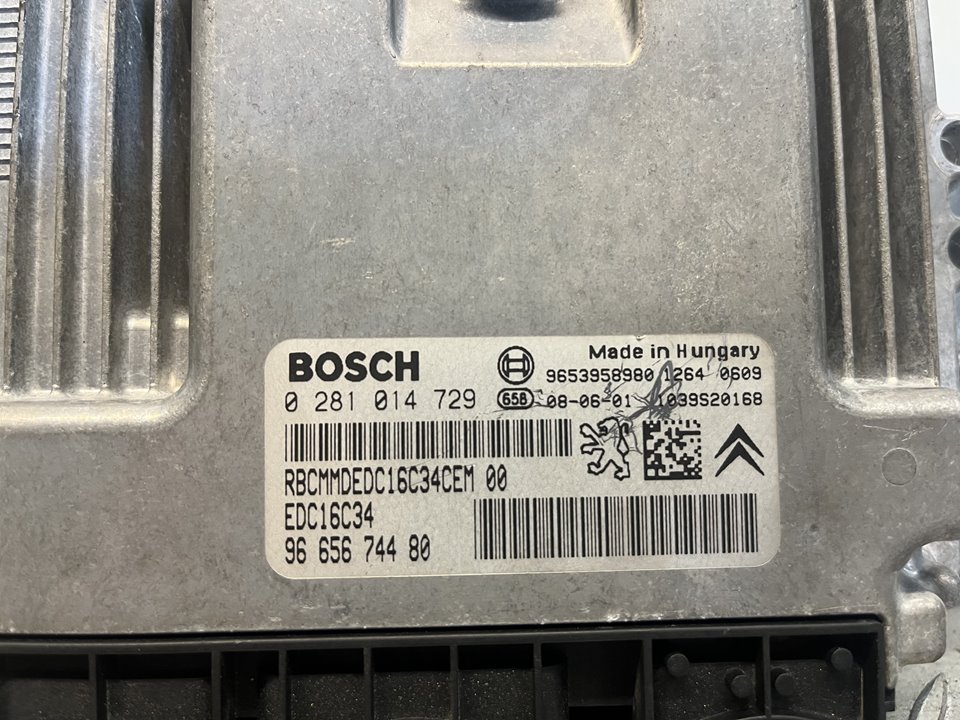 BOSCH
Made in Hungary
9653958980 1264 0609
0 281 014 729
658 08-06-01 1039S20168
RBCMMDEDC16C34CEM 00
EDC16C34
96 656 744 80